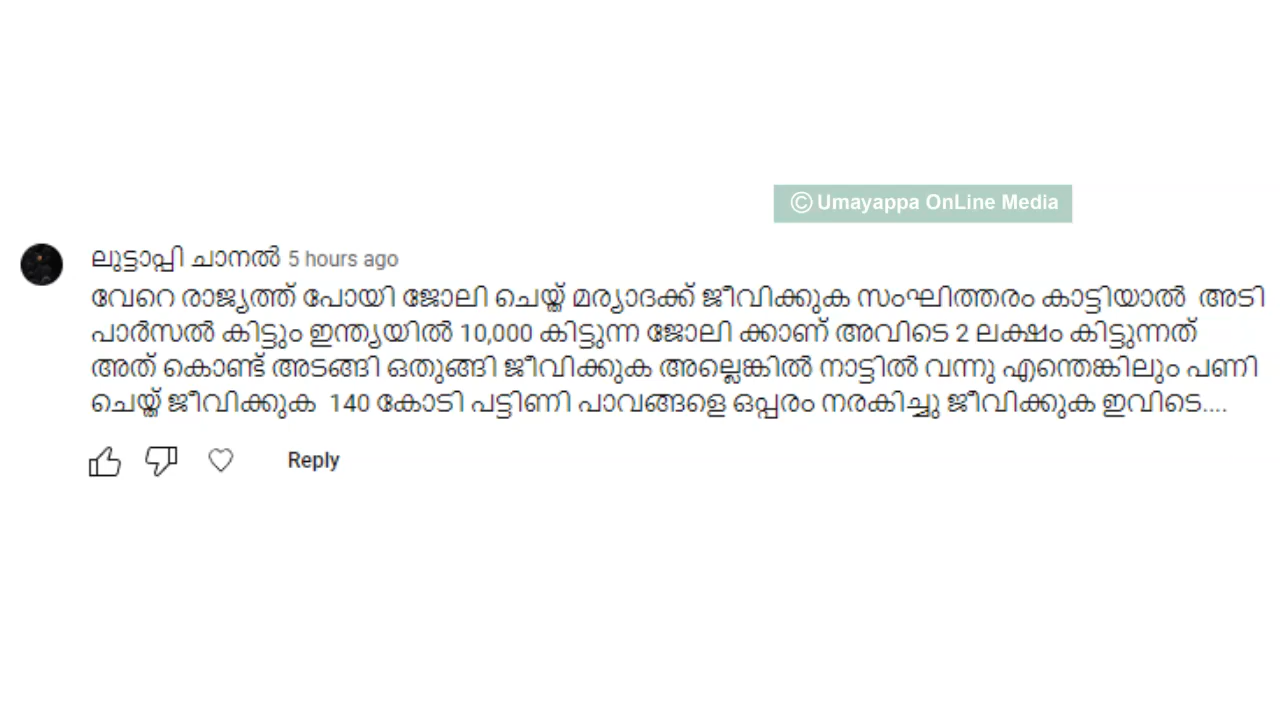 © Umayappa OnLine Media
ലുട്ടാപ്പി ചാനൽ 5 hours ago
വേറെ രാജ്യത്ത് പോയി ജോലി ചെയ്ത് മര്യാദക്ക് ജീവിക്കുക സംഘിത്തരം കാട്ടിയാൽ അടി
പാർസൽ കിട്ടും ഇന്ത്യയിൽ 10,000 കിട്ടുന്ന ജോലി ക്കാണ് അവിടെ 2 ലക്ഷം കിട്ടുന്നത്
അത് കൊണ്ട് അടങ്ങി ഒതുങ്ങി ജീവിക്കുക അല്ലെങ്കിൽ നാട്ടിൽ വന്നു എന്തെങ്കിലും പണി
ചെയ്ത് ജീവിക്കുക 140 കോടി പട്ടിണി പാവങ്ങളെ ഒപ്പരം നരകിച്ചു ജീവിക്കുക ഇവിടെ....
Reply